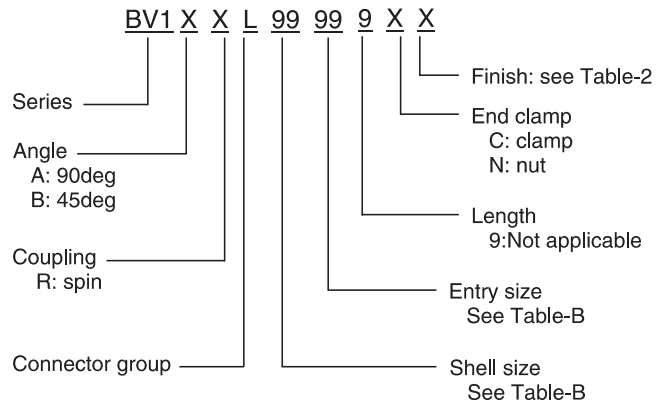 BV1 X X L 99 99 9 X X
Finish: see Table-2
Series
End clamp
C: clamp
N: nut
Angle
A: 90deg
B: 45deg
Length
9:Not applicable
Coupling
R: spin
Entry size
See Table-B
Connector group
Shell size
See Table-B